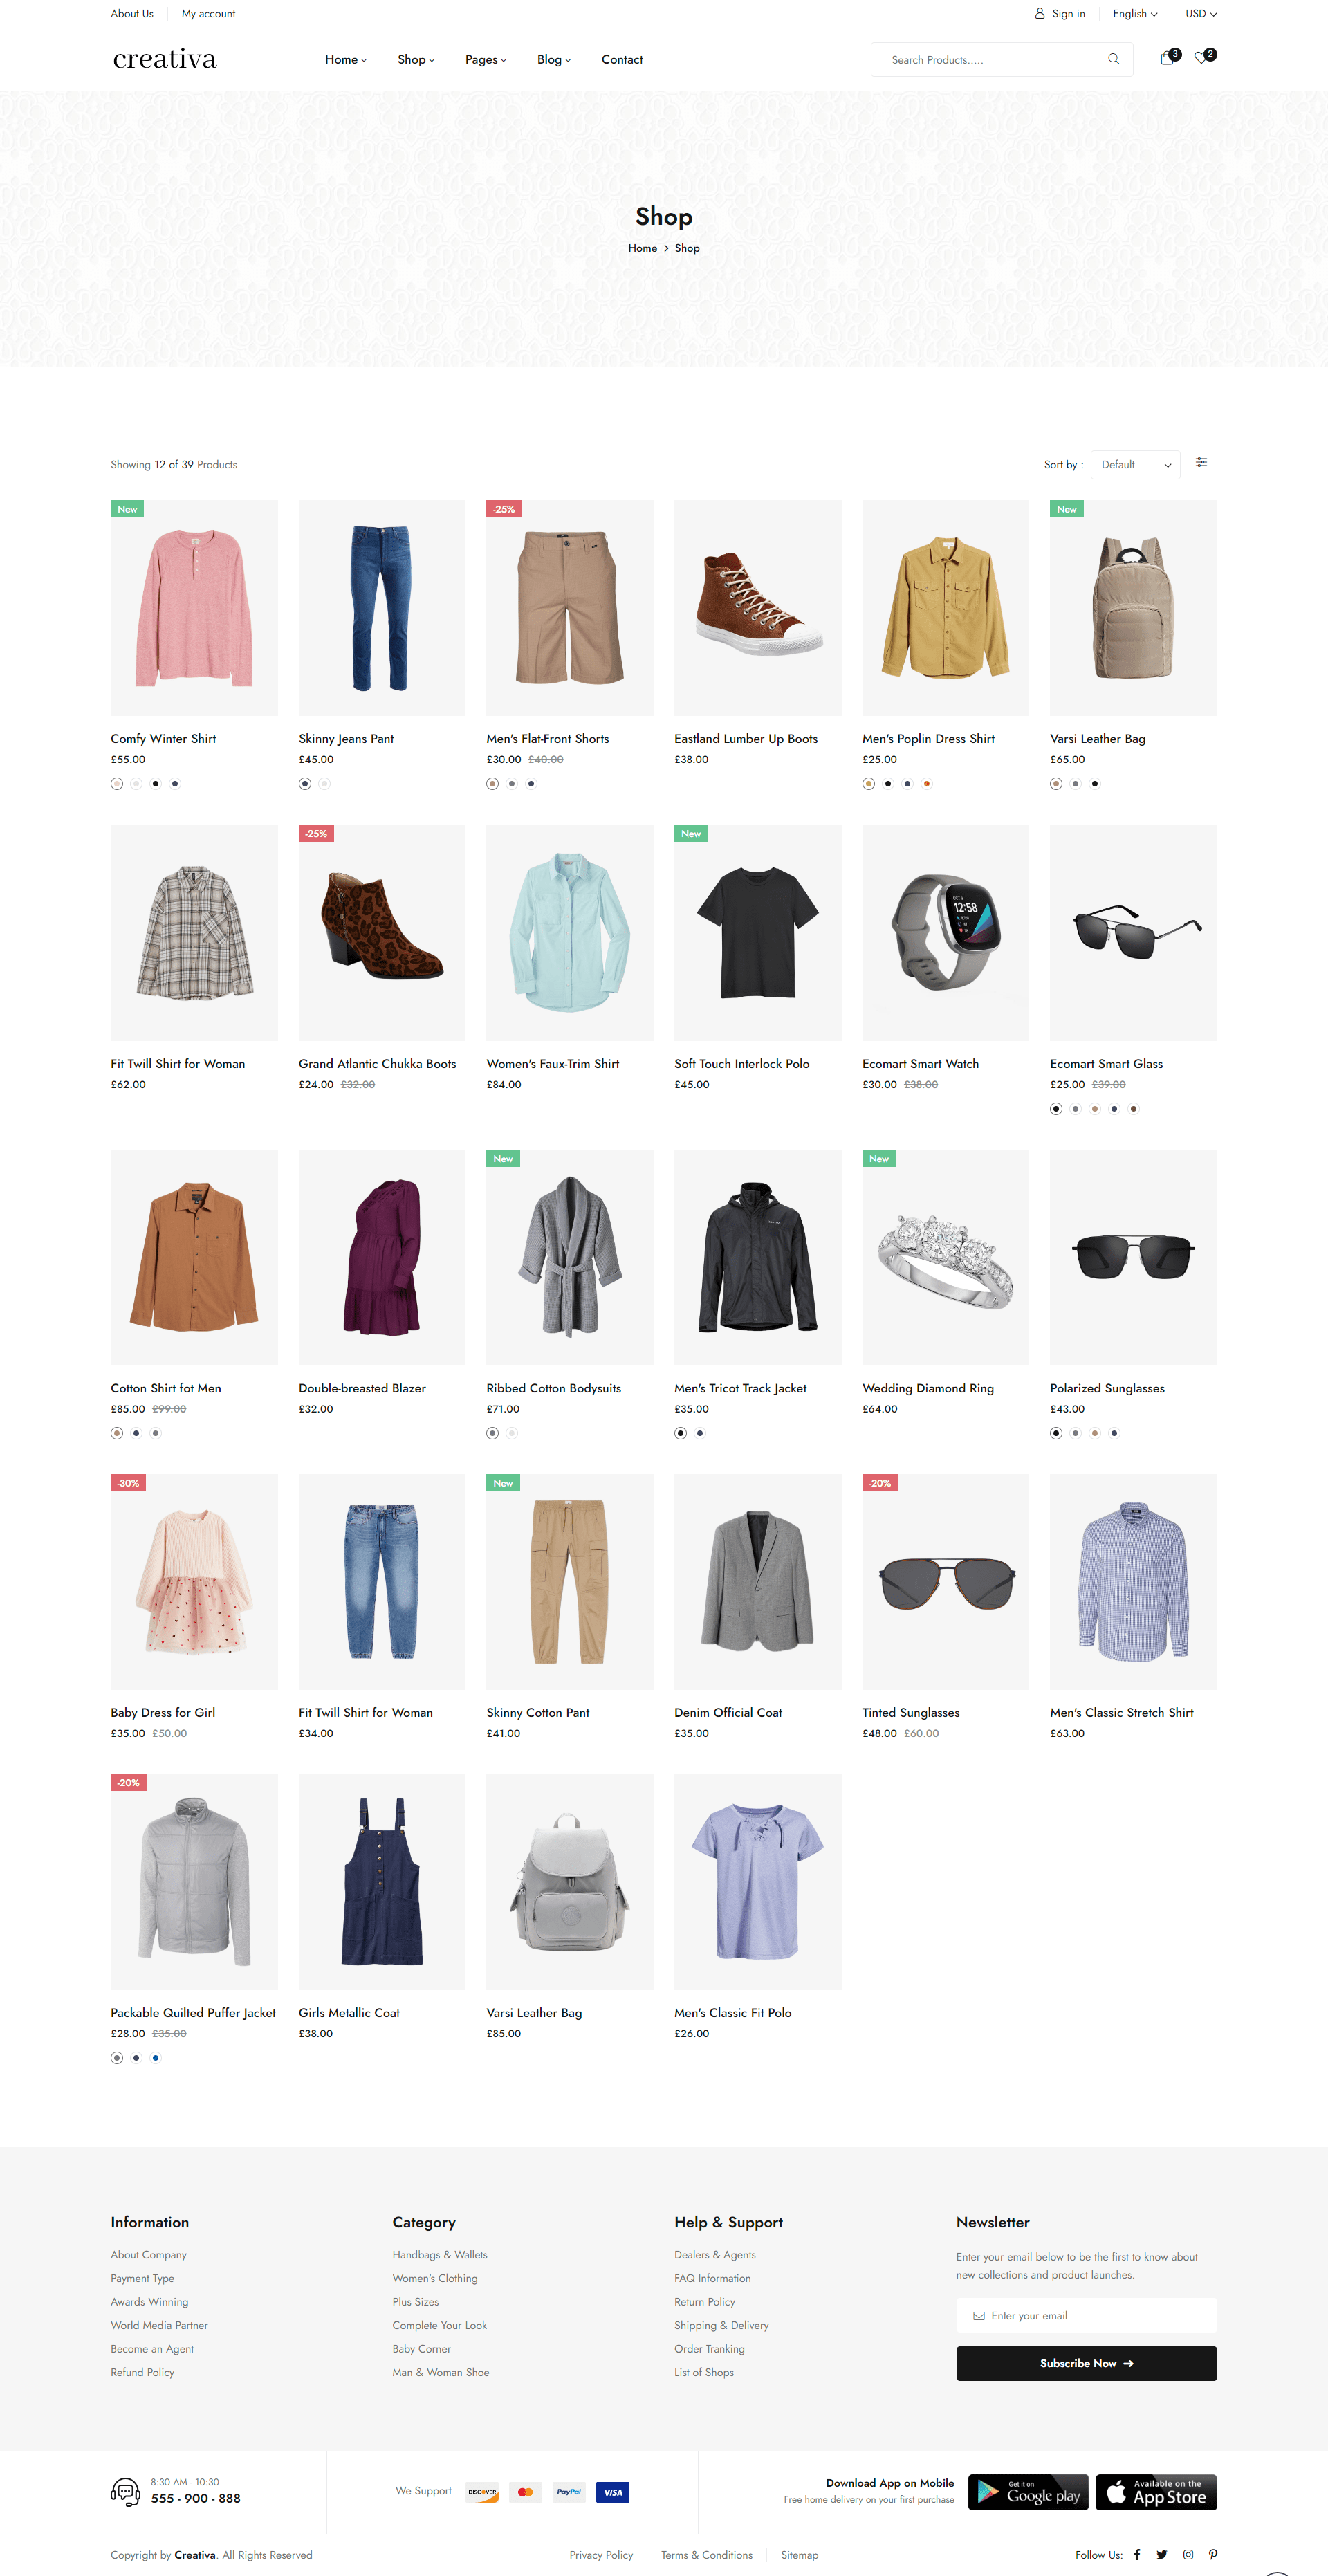 About Us
My account
Sign in
English
USD
creativa
Home
Shop
Pages
Blog
Contact
Search Products.....
3
2
Shop
Home > Shop
Showing 12 of 39 Products
Sort by :
Default
New
-25%
New
Comfy Winter Shirt
£55.00
Skinny Jeans Pant
£45.00
Men's Flat-Front Shorts
£30.00 £40.00
Eastland Lumber Up Boots
£38.00
Men's Poplin Dress Shirt
£25.00
Varsi Leather Bag
£65.00
-25%
New
12:58
Fit Twill Shirt for Woman
£62.00
Grand Atlantic Chukka Boots
£24.00 £32.00
Women's Faux-Trim Shirt
£84.00
Soft Touch Interlock Polo
£45.00
Ecomart Smart Watch
£30.00 £38.00
Ecomart Smart Glass
£25.00 £39.00
New
New
Cotton Shirt fot Men
£85.00 £99.00
Double-breasted Blazer
£32.00
Ribbed Cotton Bodysuits
£71.00
Men's Tricot Track Jacket
£35.00
Wedding Diamond Ring
£64.00
Polarized Sunglasses
£43.00
-30%
New
-20%
Baby Dress for Girl
£35.00 £50.00
Fit Twill Shirt for Woman
£34.00
Skinny Cotton Pant
£41.00
Denim Official Coat
£35.00
Tinted Sunglasses
£48.00 £60.00
Men's Classic Stretch Shirt
£63.00
-20%
Packable Quilted Puffer Jacket
£28.00 £35.00
Girls Metallic Coat
£38.00
Varsi Leather Bag
£85.00
Men's Classic Fit Polo
£26.00
Information
About Company
Payment Type
Awards Winning
World Media Partner
Become an Agent
Refund Policy
Category
Handbags & Wallets
Women's Clothing
Plus Sizes
Complete Your Look
Baby Corner
Man & Woman Shoe
Help & Support
Dealers & Agents
FAQ Information
Return Policy
Shipping & Delivery
Order Tranking
List of Shops
Newsletter
Enter your email below to be the first to know about
new collections and product launches.
Enter your email
Subscribe Now
8:30 AM - 10:30
555 - 900 - 888
We Support
DISCOVER
PayPal
VISA
Download App on Mobile
Free home delivery on your first purchase
Get it on
Google play
Available on the
App Store
Copyright by Creativa. All Rights Reserved
Privacy Policy
Terms & Conditions
Sitemap
Follow Us: